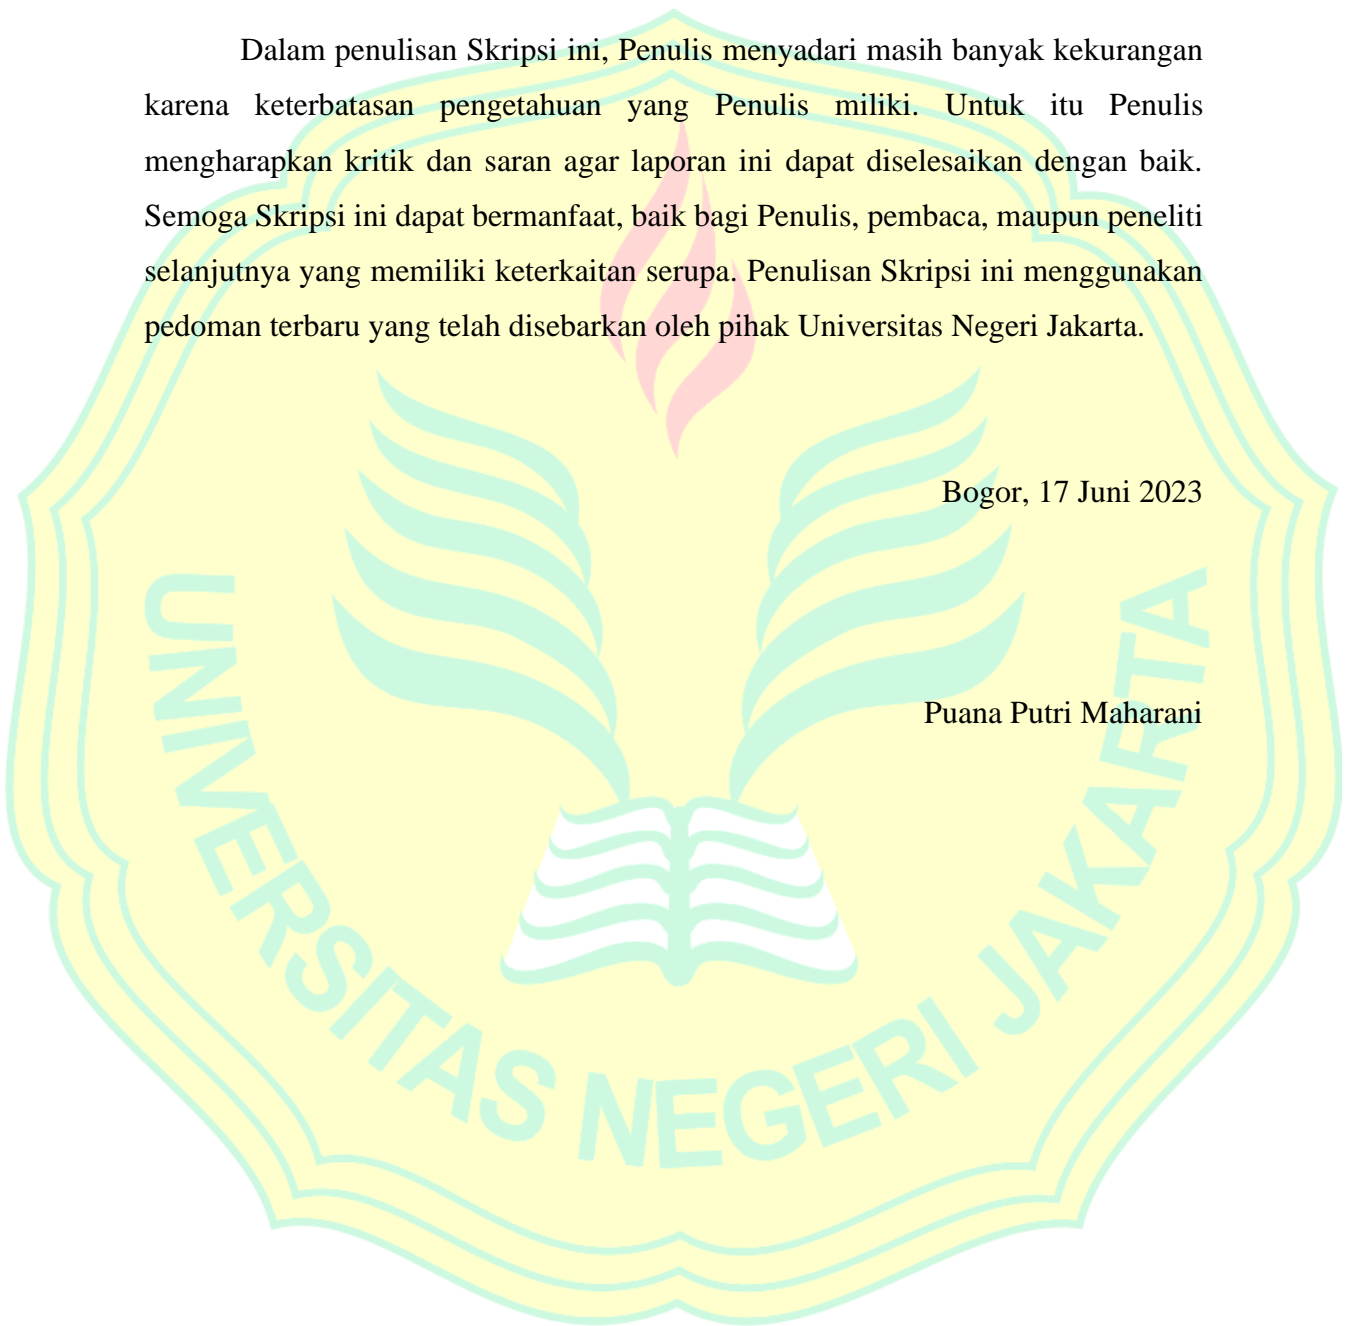 Dalam penulisan Skripsi ini, Penulis menyadari masih banyak kekurangan
karena keterbatasan pengetahuan yang Penulis miliki. Untuk itu Penulis
mengharapkan kritik dan saran agar laporan ini dapat diselesaikan dengan baik.
Semoga Skripsi ini dapat bermanfaat, baik bagi Penulis, pembaca, maupun peneliti
selanjutnya yang memiliki keterkaitan serupa. Penulisan Skripsi ini menggunakan
pedoman terbaru yang telah disebarkan oleh pihak Universitas Negeri Jakarta.
Bogor, 17 Juni 2023
Puana Putri Maharani
UNIVERSITAS NEGERI JAKARTA